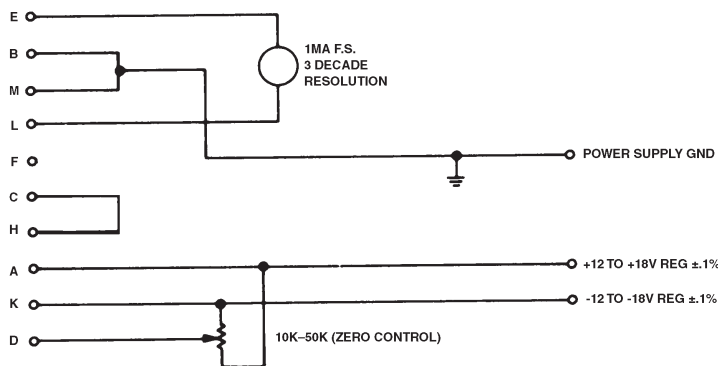 E
B
M
L
F
C
H
A
K
D
1MA F.S.
3 DECADE
RESOLUTION
POWER SUPPLY GND
+12 TO +18V REG ±.1%
-12 TO -18V REG ±.1%
10K–50K (ZERO CONTROL)